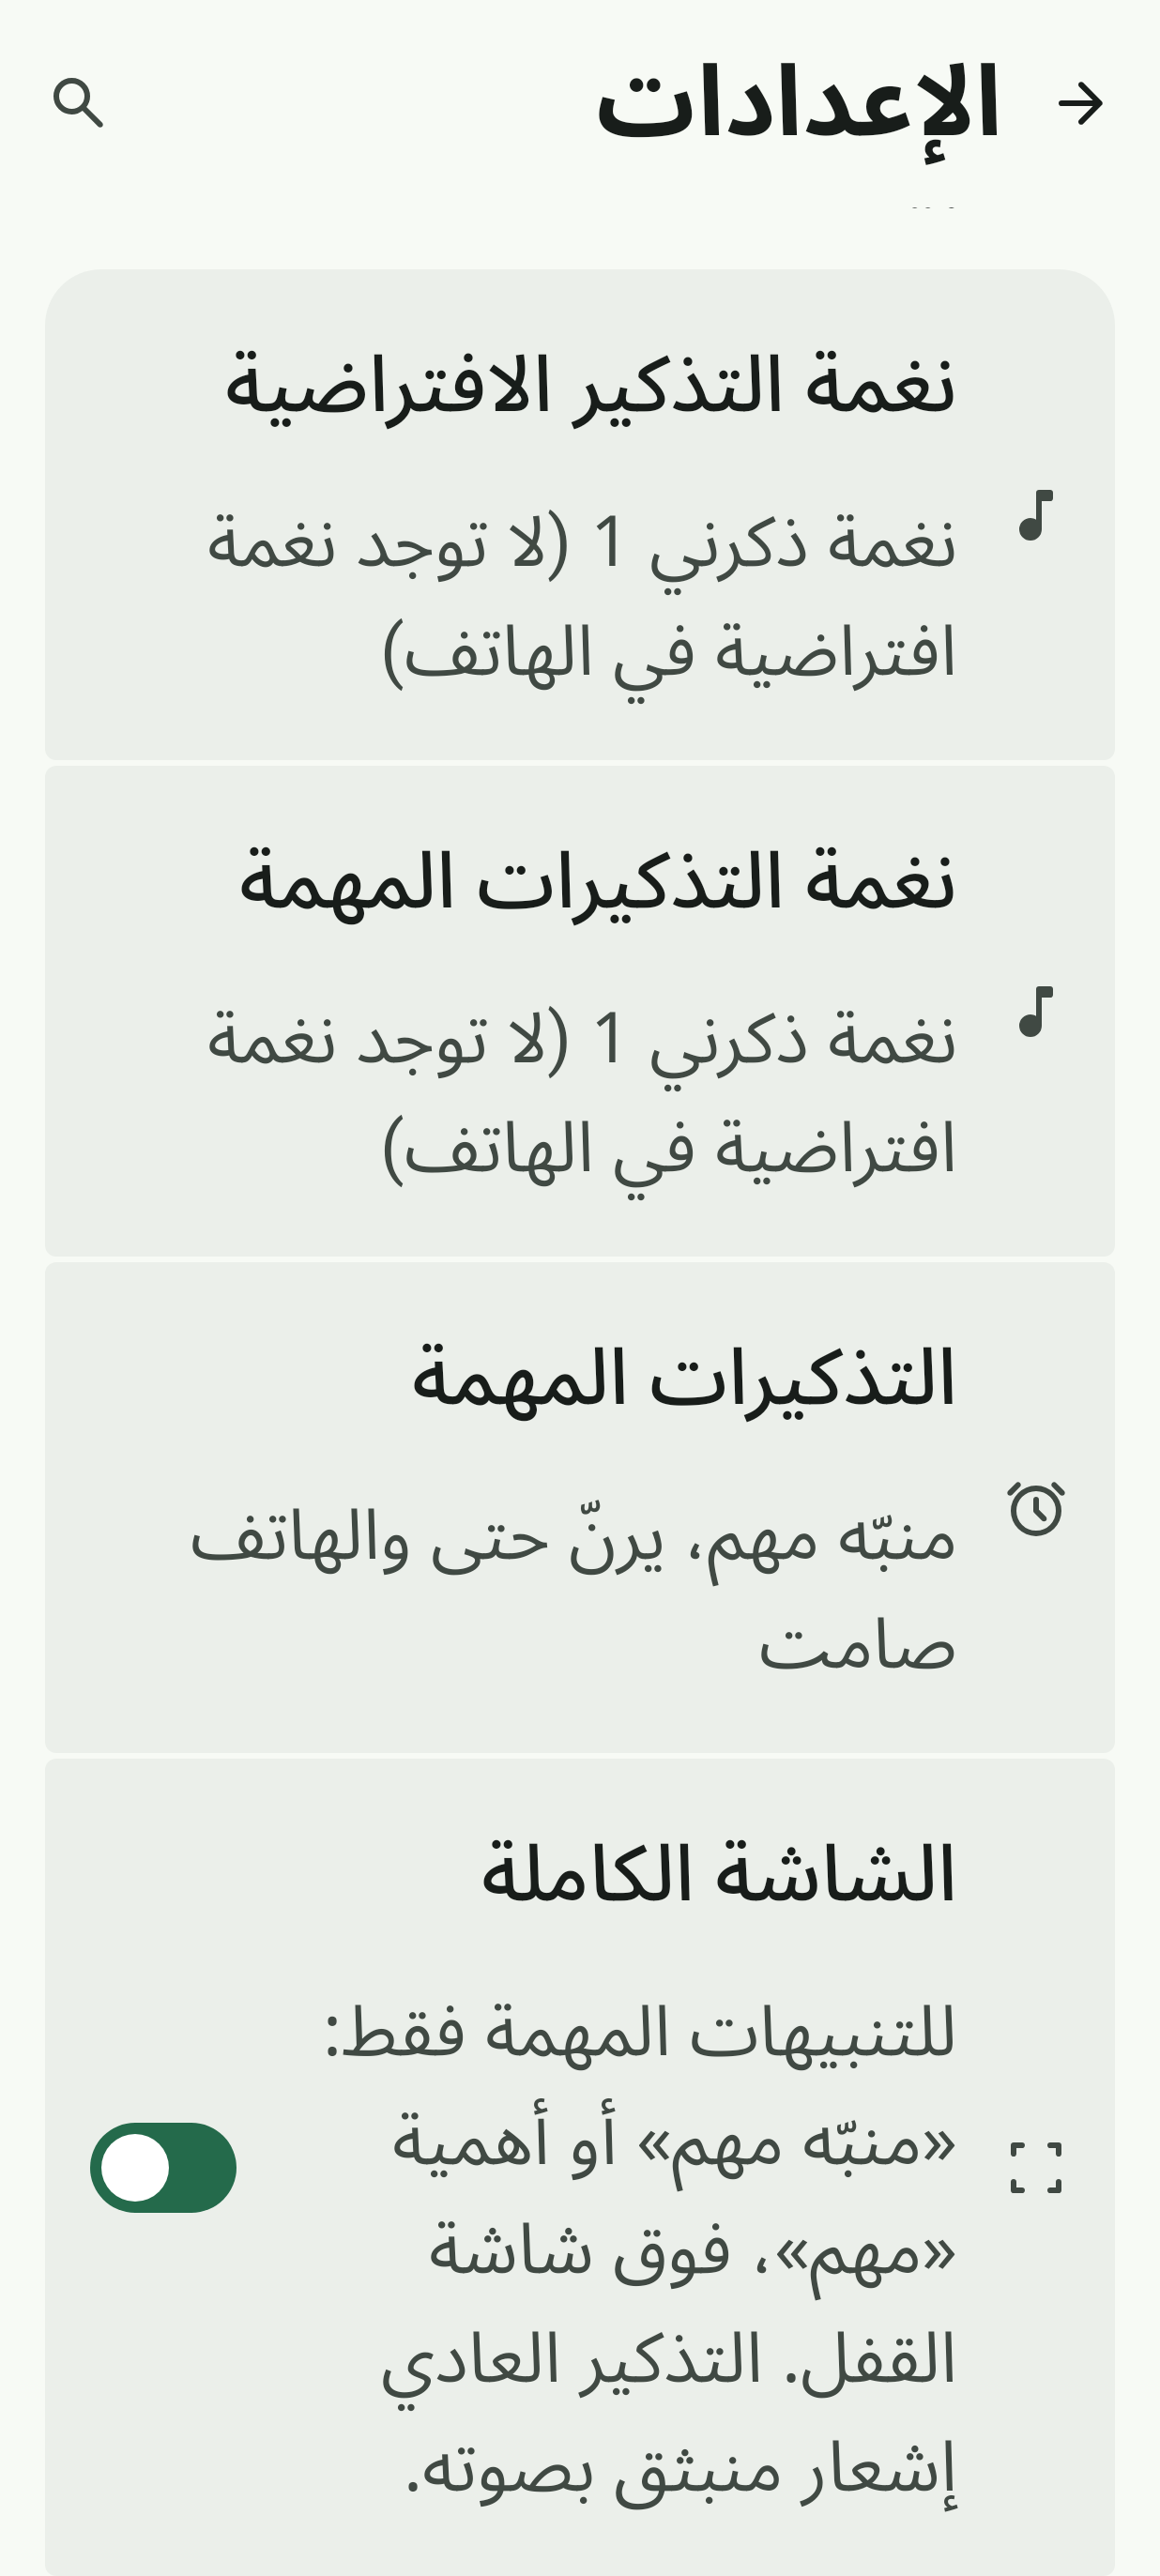 الإعدادات
نغمة التذكير الافتراضية
نغمة ذكرني 1 (لا توجد نغمة
افتراضية في الهاتف)
نغمة التذكيرات المهمة
نغمة ذكرني 1 (لا توجد نغمة
افتراضية في الهاتف)
التذكيرات المهمة
منبّه مهم، يرنّ حتى والهاتف
صامت
الشاشة الكاملة
للتنبيهات المهمة فقط:
«منبّه مهم» أو أهمية
«مهم»، فوق شاشة
القفل. التذكير العادي
إشعار منبثق بصوته.